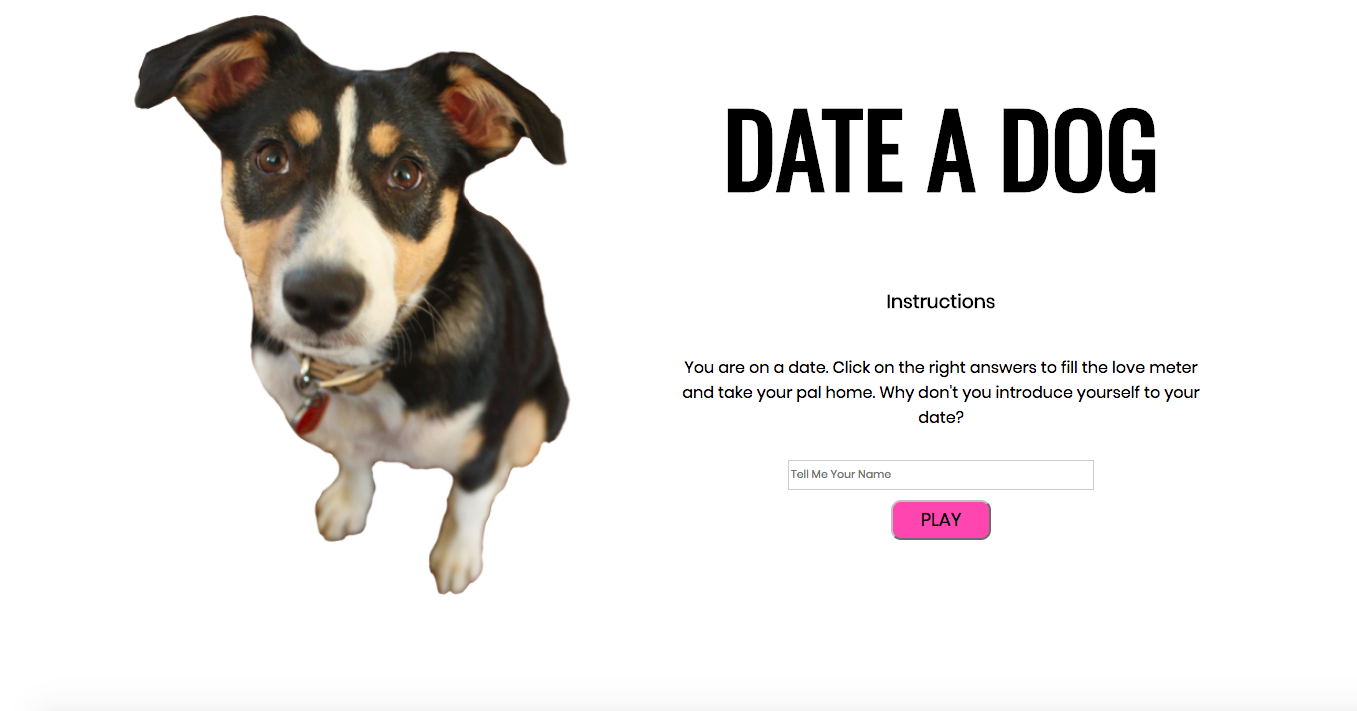 DATE A DOG
Instructions
You are on a date. Click on the right answers to fill the love meter
and take your pal home. Why don't you introduce yourself to your
date?
Tell Me Your Name
PLAY